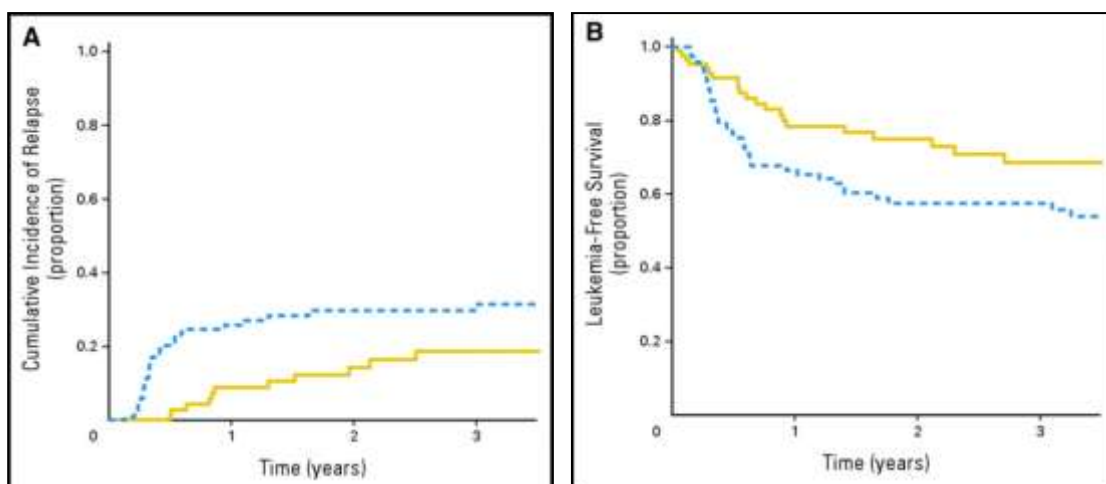 A
Cumulative Incidence of Relapse
(proportion)
1.0
0.8
0.6
0.4
0.2
0
1
2
3
Time (years)
B
Leukemia-Free Survival
(proportion)
1.0
0.8
0.6
0.4
0.2
0
1
2
3
Time (years)